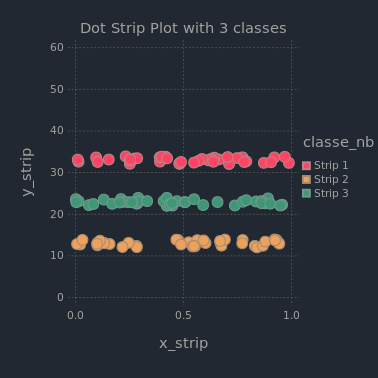 Dot Strip Plot with 3 classes
60
50
40
30
20
10
0
y_strip
0.0 0.5 1.0
x_strip
classe_nb
Strip 1
Strip 2
Strip 3